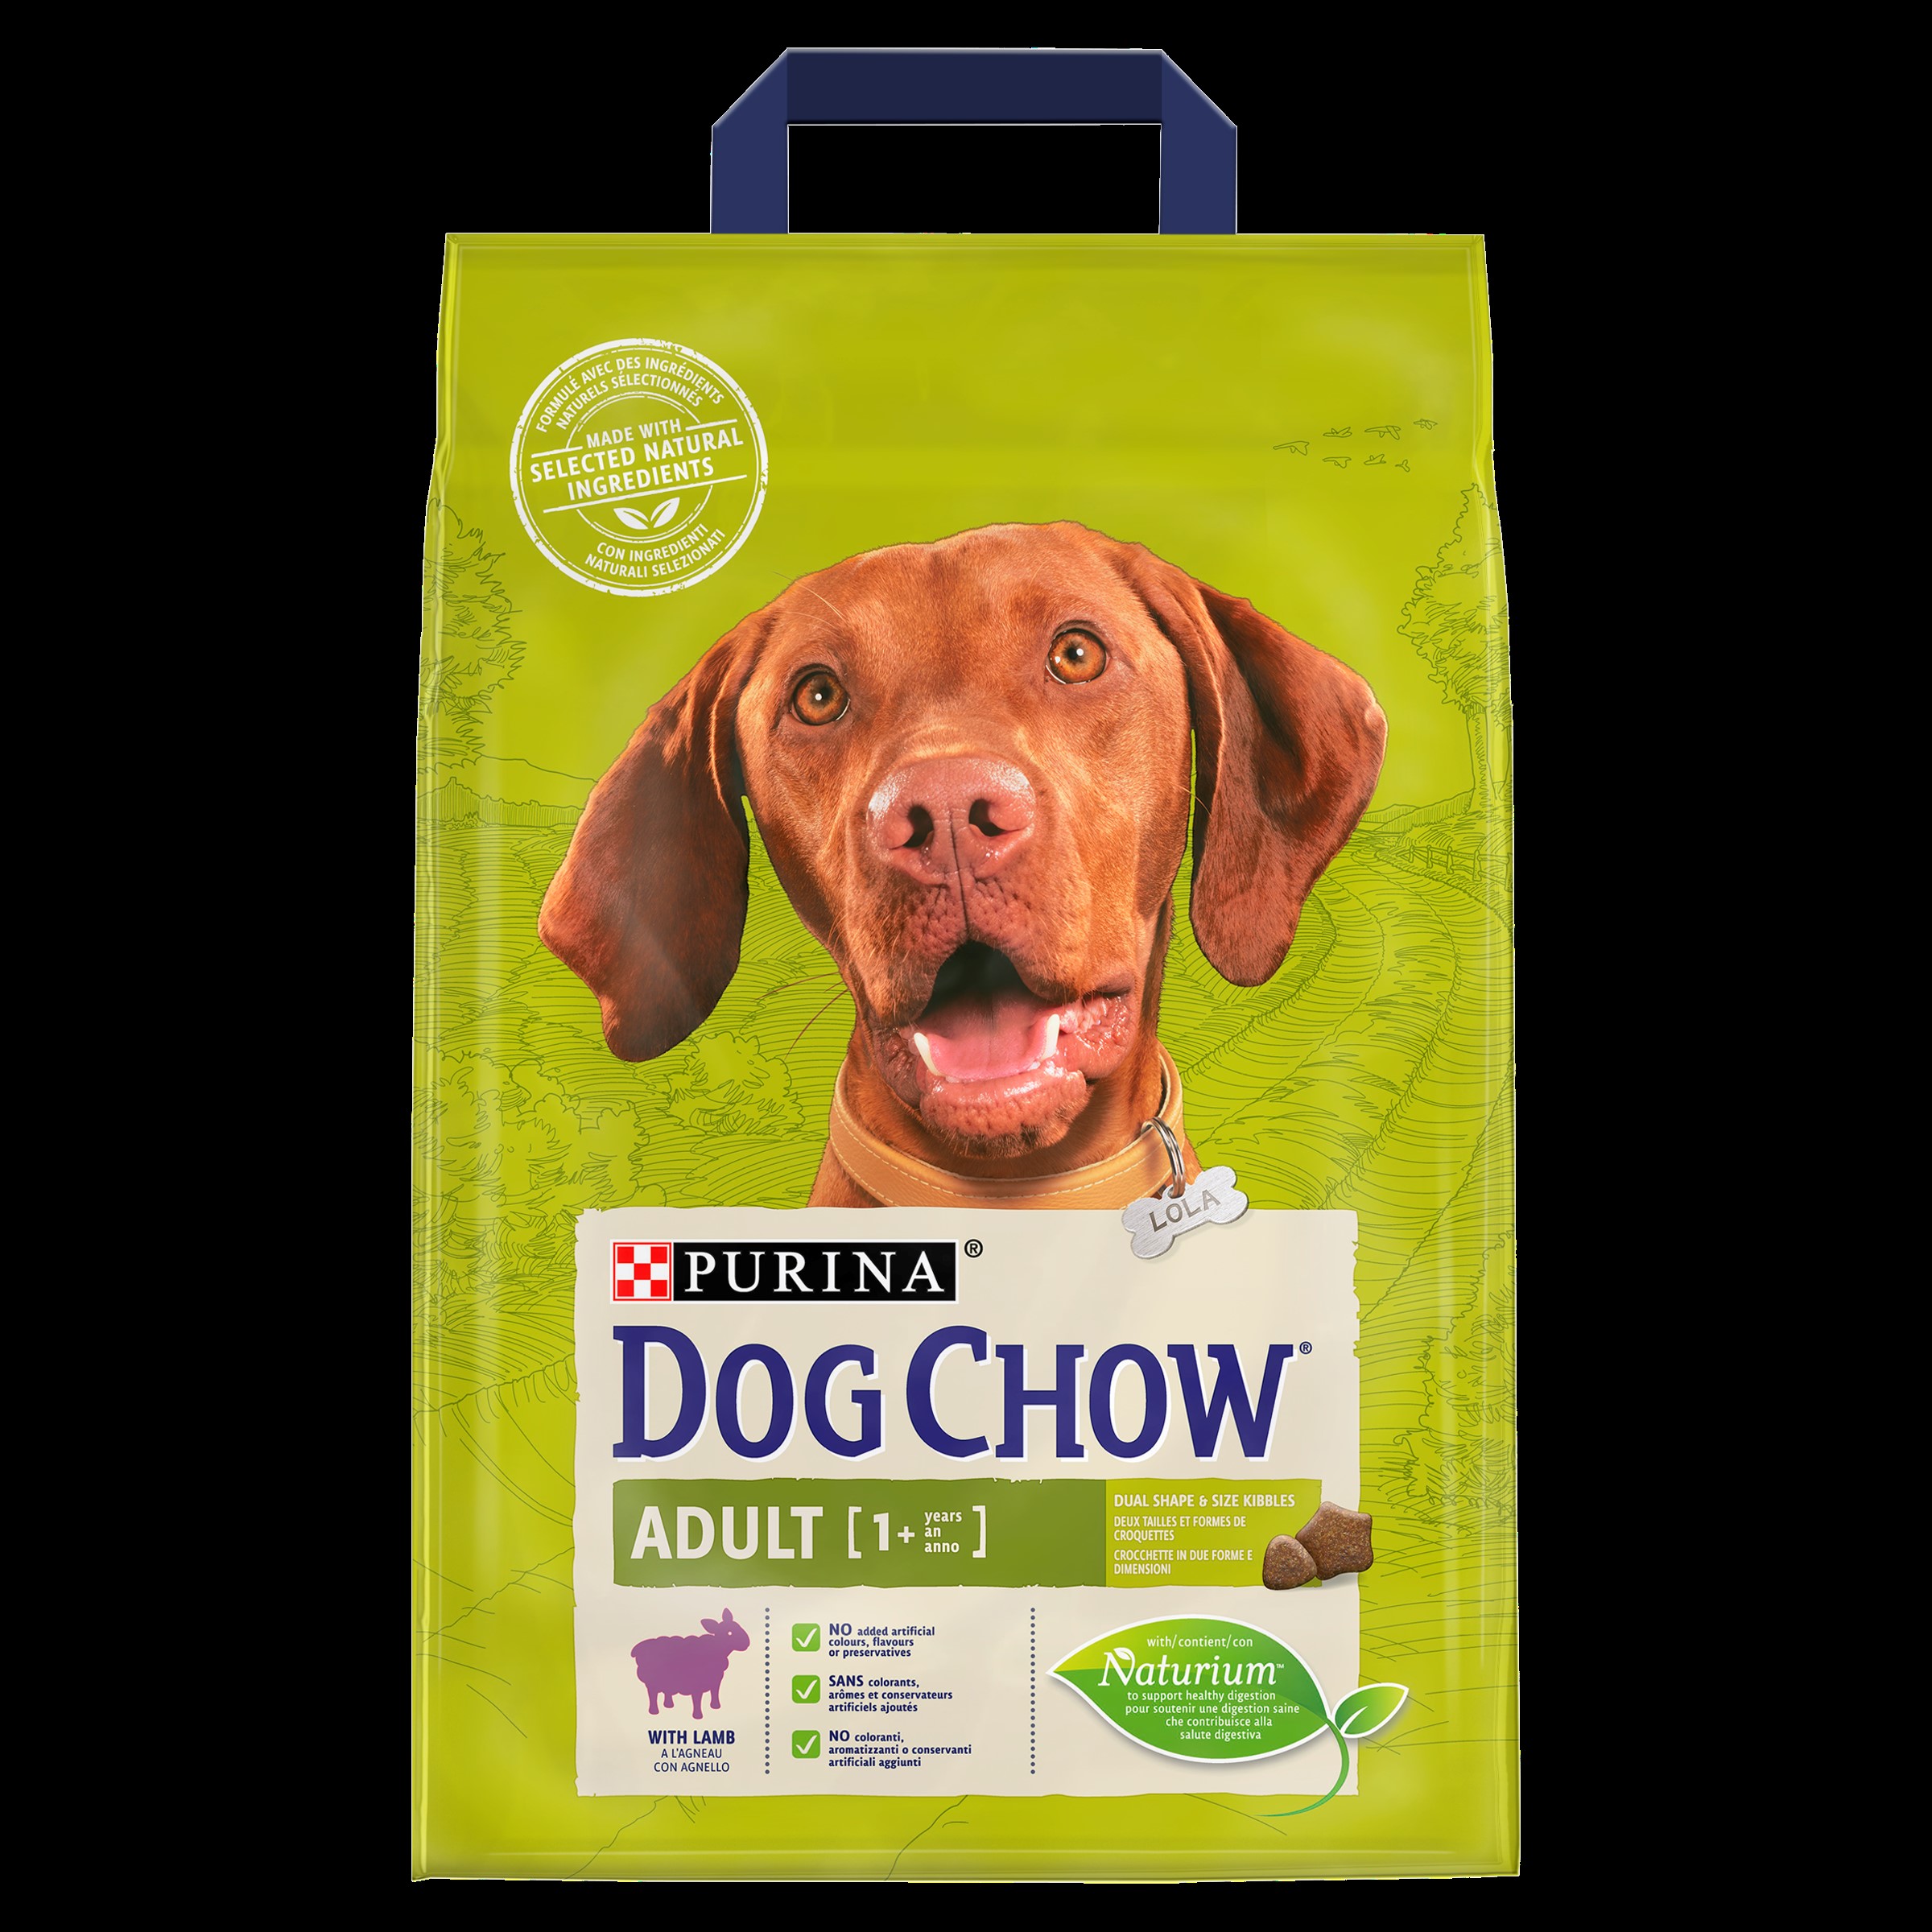 FORMULÉ AVEC DES INGRÉDIENTS
NATURELS SÉLECTIONNÉS
MADE WITH
SELECTED NATURAL
INGREDIENTS
CON INGREDIENTI
NATURALI SELEZIONATI
LOLA
PURINA®
DOG CHOW®
ADULT [1+ years
an
anno]
DUAL SHAPE & SIZE KIBBLES
DEUX TAILLES ET FORMES DE
CROQUETTES
CROCCHETTE IN DUE FORME E
DIMENSIONI
WITH LAMB
A L'AGNEAU
CON AGNELLO
NO added artificial
colours, flavours
or preservatives
SANS colorants,
arômes et conservateurs
artificiels ajoutés
NO coloranti,
aromatizzanti o conservanti
artificiali aggiunti
with/contient/con
Naturium™
to support healthy digestion
pour soutenir une digestion saine
che contribuisce alla
salute digestiva